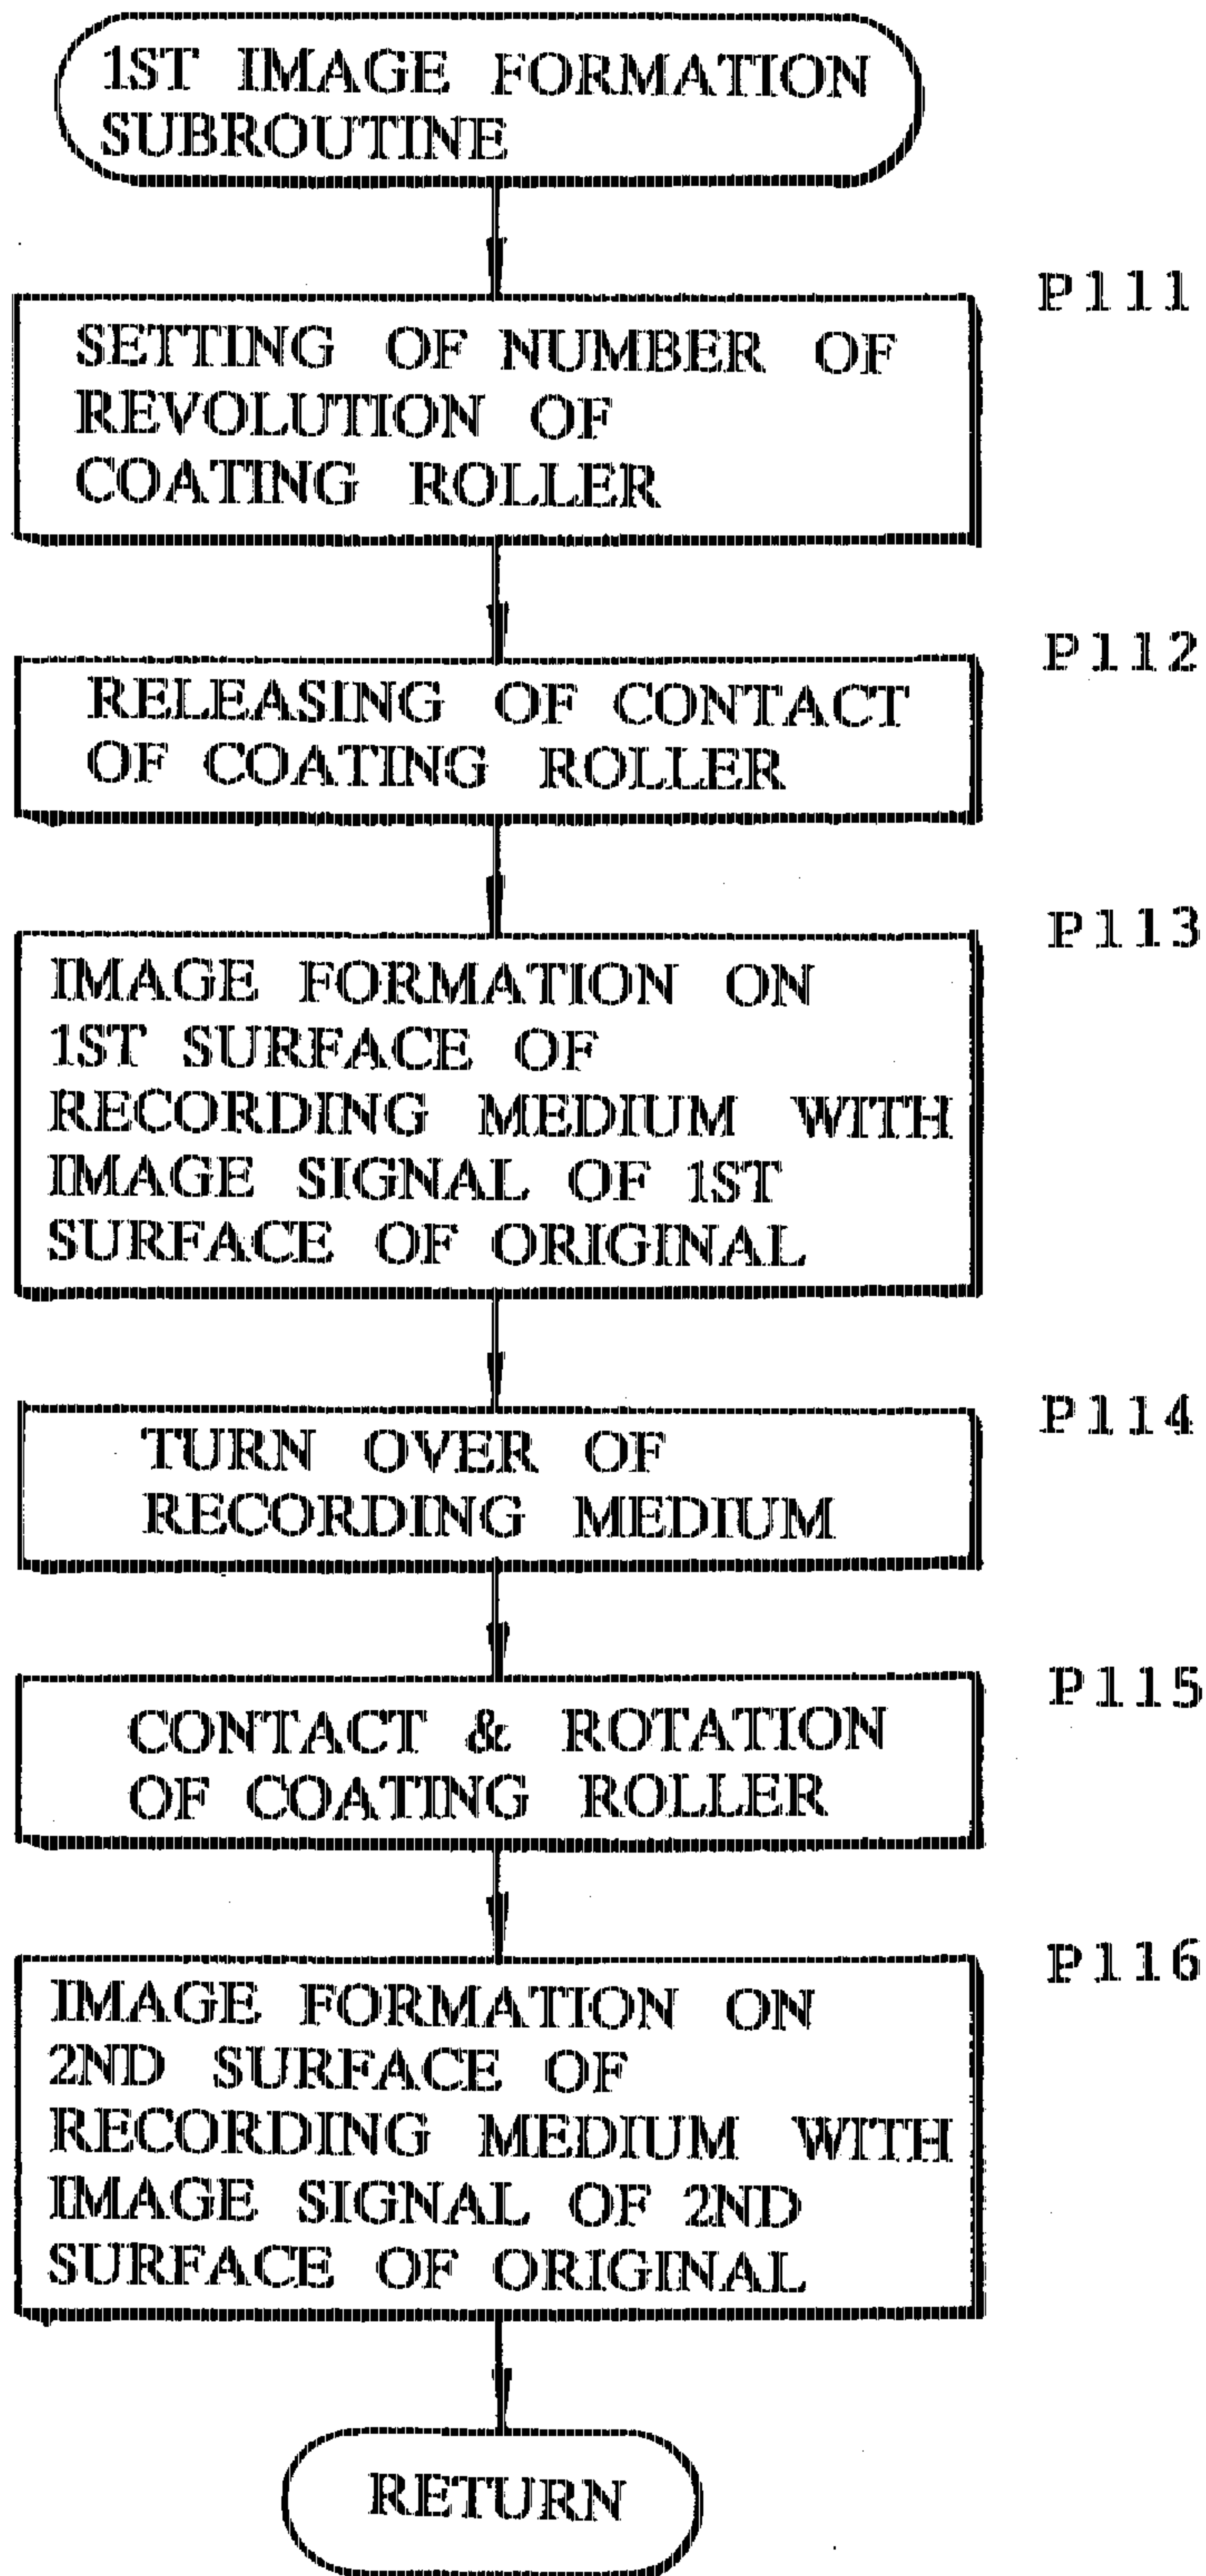 1ST IMAGE FORMATION
SUBROUTINE
P111
SETTING OF NUMBER OF
REVOLUTION OF
COATING ROLLER
P112
RELEASING OF CONTACT
OF COATING ROLLER
P113
IMAGE FORMATION ON
1ST SURFACE OF
RECORDING MEDIUM WITH
IMAGE SIGNAL OF 1ST
SURFACE OF ORIGINAL
P114
TURN OVER OF
RECORDING MEDIUM
P115
CONTACT & ROTATION
OF COATING ROLLER
P116
IMAGE FORMATION ON
2ND SURFACE OF
RECORDING MEDIUM WITH
IMAGE SIGNAL OF 2ND
SURFACE OF ORIGINAL
RETURN